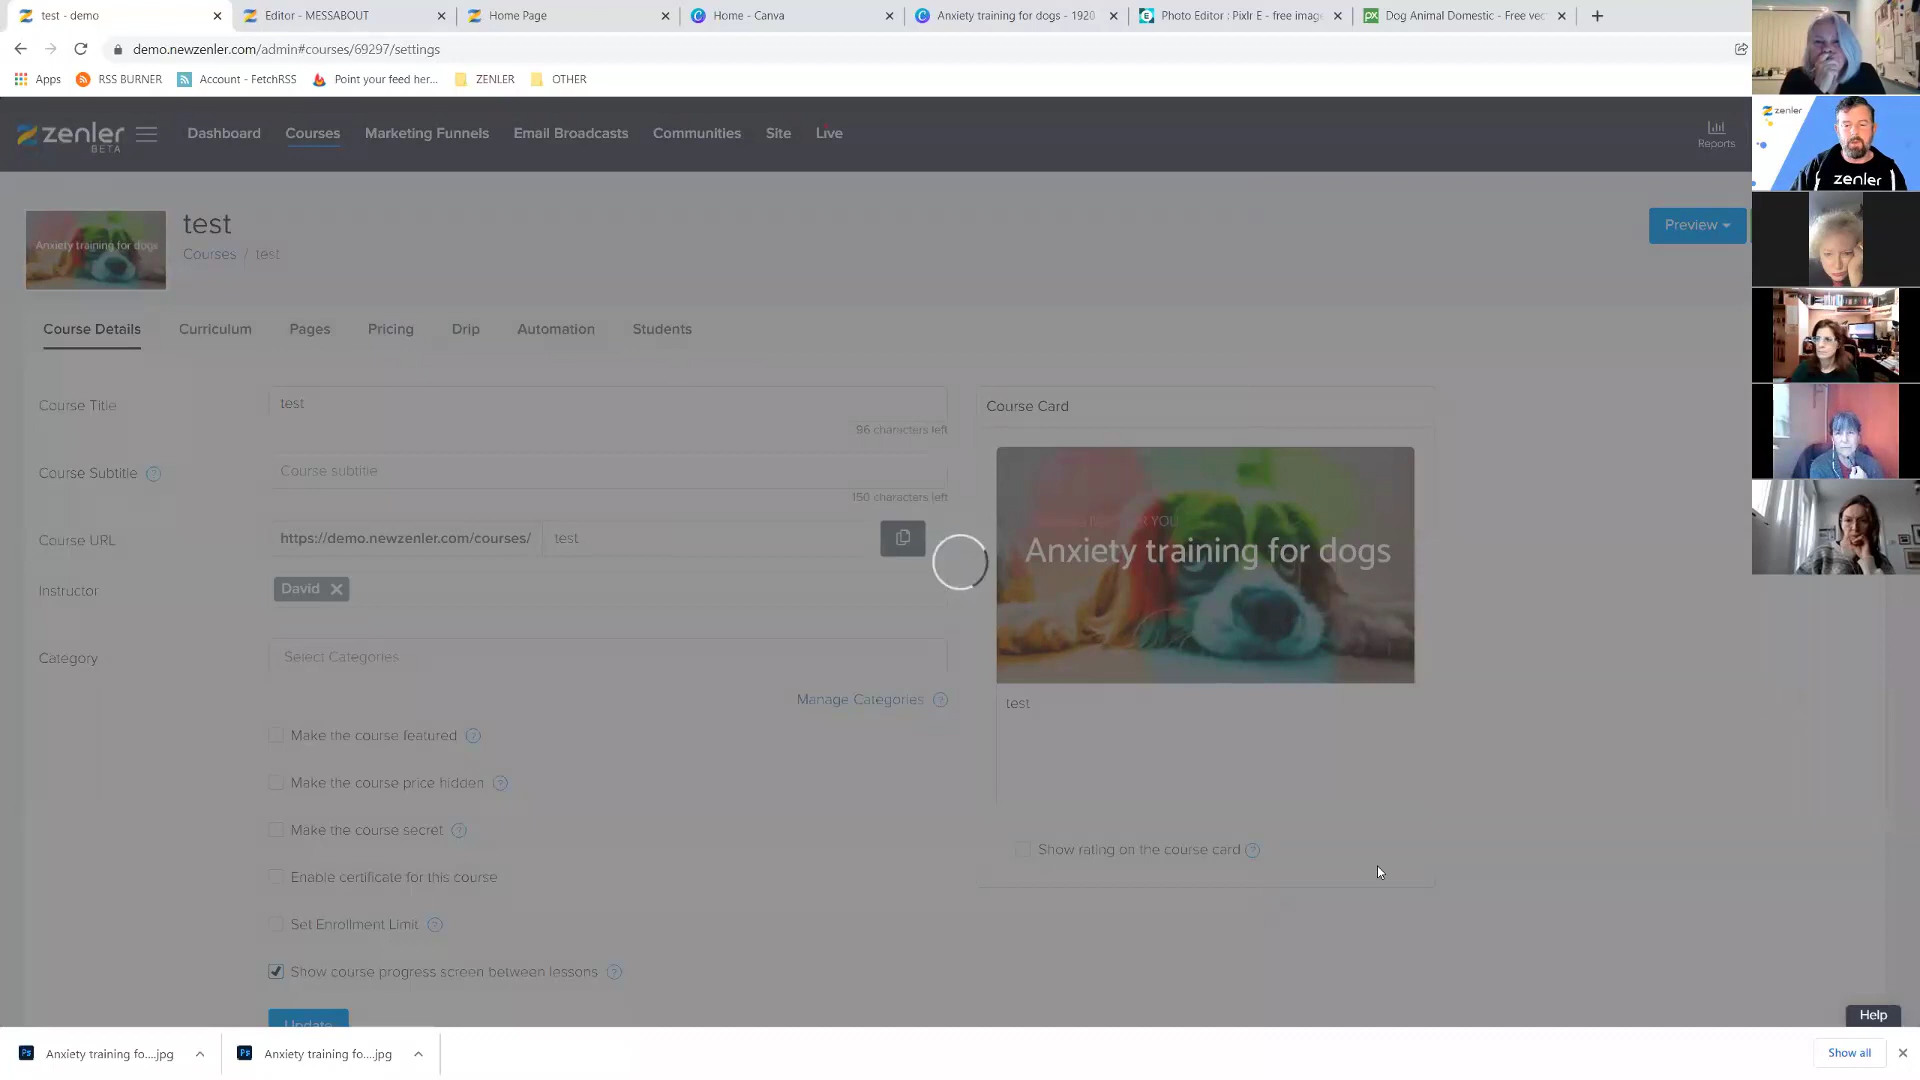 test - demo
Editor - MESSABOUT
Home Page
Home - Canva
Anxiety training for dogs - 1920
Photo Editor : Pixlr E - free imag
Dog Animal Domestic - Free vec
demo.newzenler.com/admin#courses/69297/settings
Apps
RSS BURNER
Account - FetchRSS
Point your feed her...
ZENLER
OTHER
zenler
BETA
Dashboard
Courses
Marketing Funnels
Email Broadcasts
Communities
Site
Live
Reports
zenler
zenler
Anxiety training for dogs
test
Courses / test
Preview
Course Details
Curriculum
Pages
Pricing
Drip
Automation
Students
Course Title
test
96 characters left
Course Subtitle
Course subtitle
150 characters left
Course URL
https://demo.newzenler.com/courses/
test
Instructor
David
Category
Select Categories
Manage Categories
Make the course featured
Make the course price hidden
Make the course secret
Enable certificate for this course
Set Enrollment Limit
Show course progress screen between lessons
Update
Course Card
YOU
Anxiety training for dogs
test
Show rating on the course card
Help
Anxiety training fo....jpg
Anxiety training fo....jpg
Show all